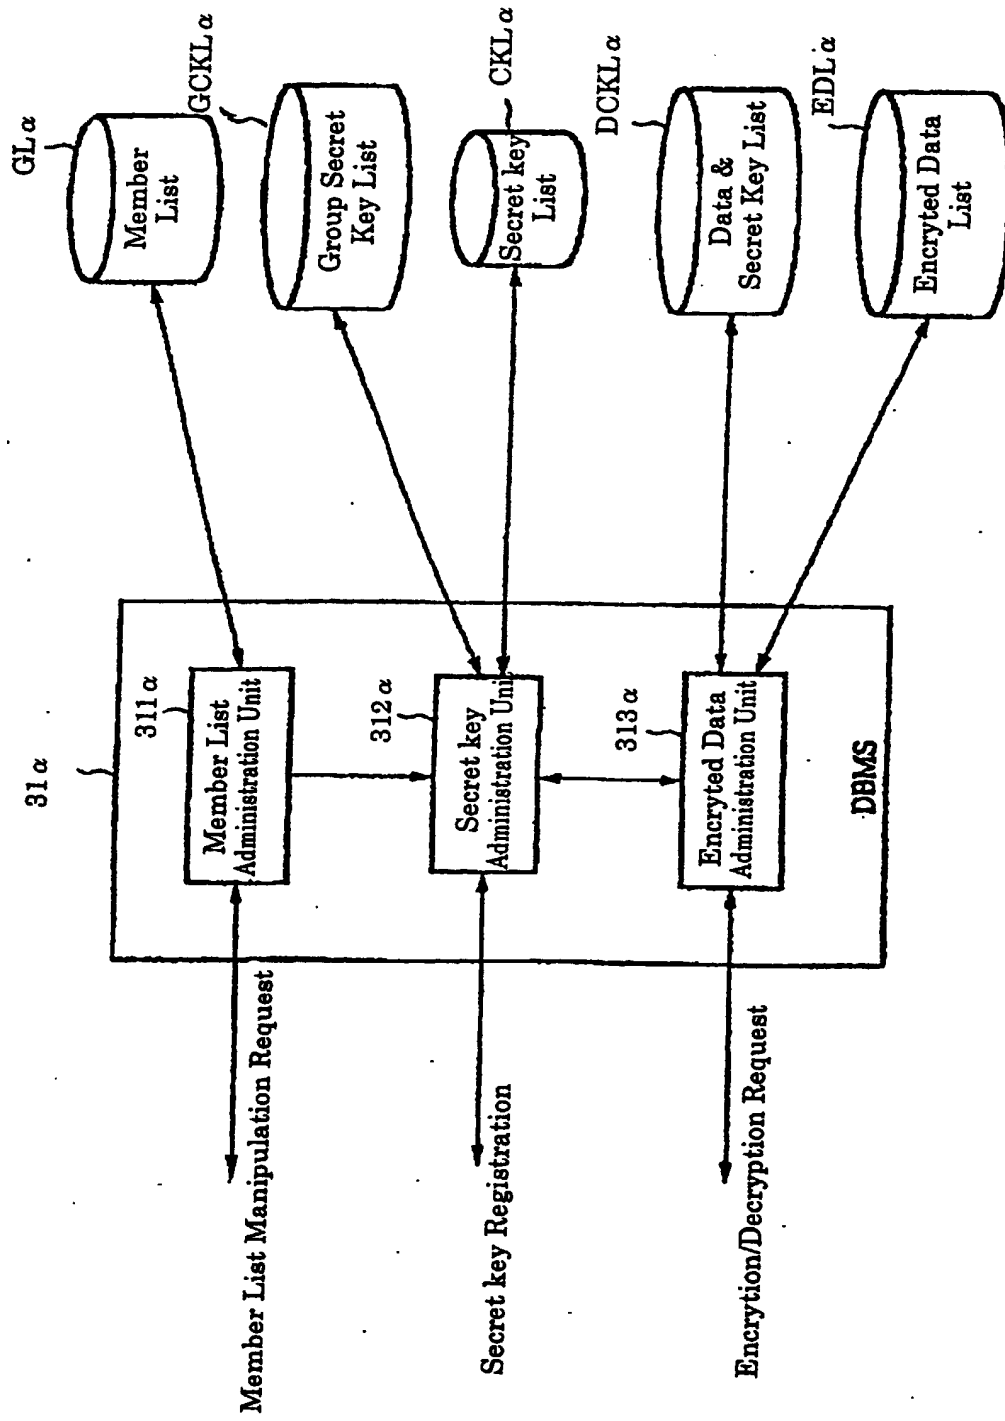 31α
Member List Manipulation Request
311α
Member List
Administration Unit
GLα
Member
List
GCKLα
Group Secret
Key List
Secret key Registration
312α
Secret key
Administration Unit
CKLα
Secret key
List
Encrytion/Decryption Request
313α
Encryted Data
Administration Unit
DCKLα
Data &
Secret Key List
EDLα
Encryted Data
List
DBMS